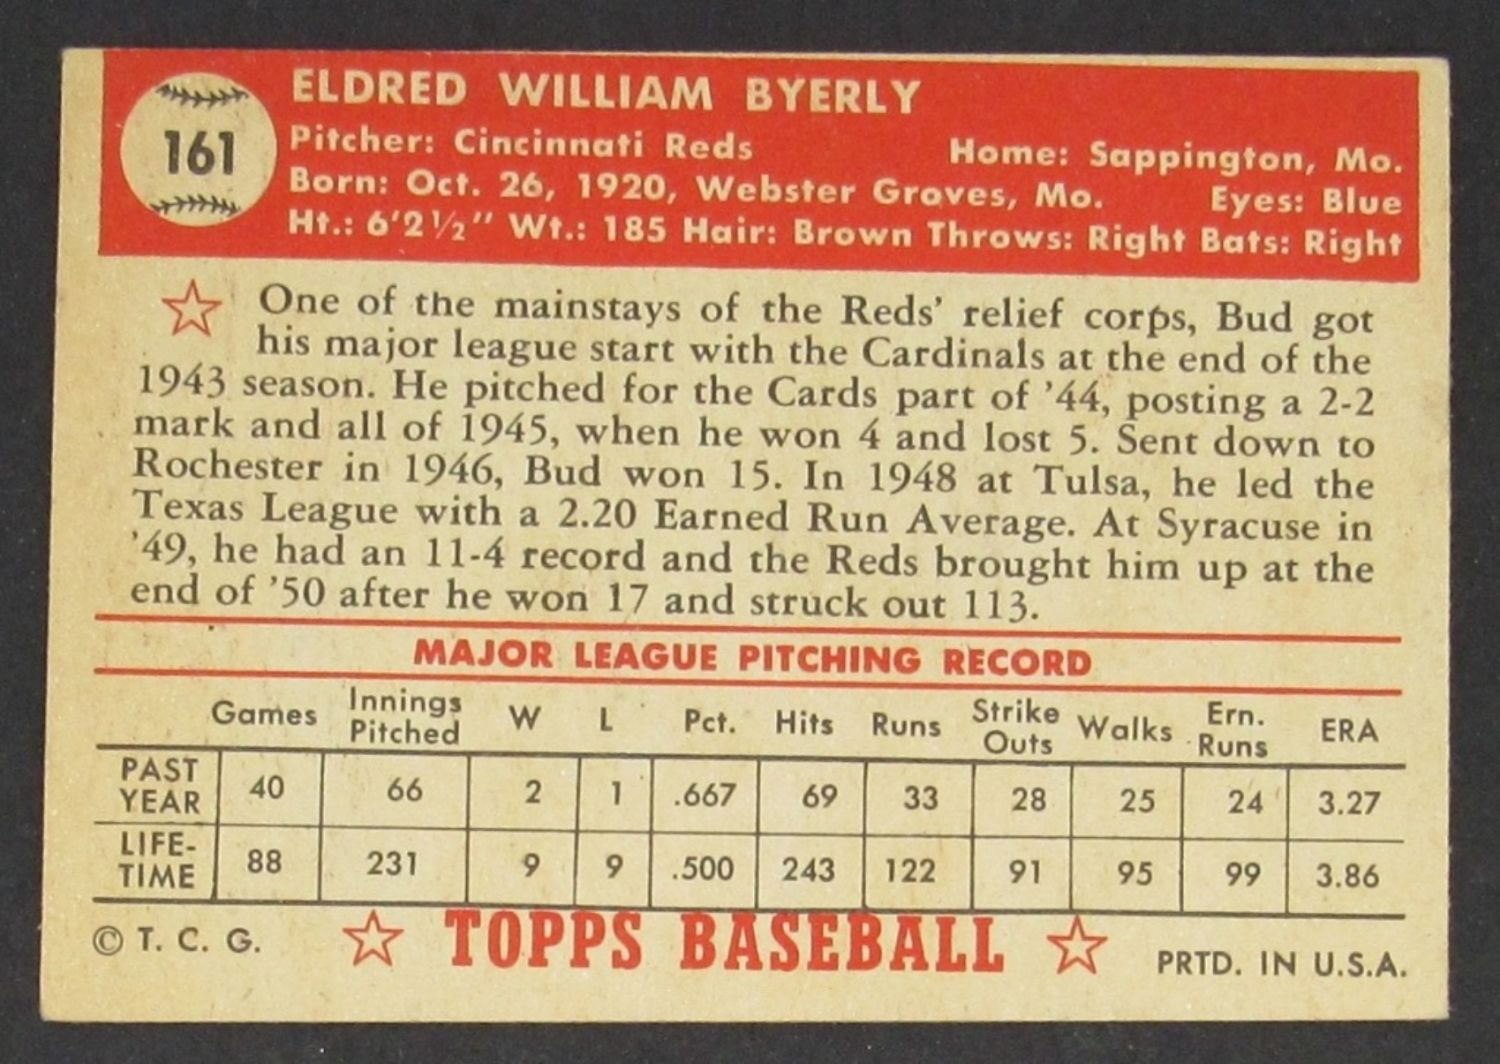 161
ELDRED WILLIAM BYERLY
Pitcher: Cincinnati Reds Home: Sappington, Mo.
Born: Oct. 26, 1920, Webster Groves, Mo. Eyes: Blue
Ht.: 6'2½" Wt.: 185 Hair: Brown Throws: Right Bats: Right
One of the mainstays of the Reds' relief corps, Bud got
his major league start with the Cardinals at the end of the
1943 season. He pitched for the Cards part of '44, posting a 2-2
mark and all of 1945, when he won 4 and lost 5. Sent down to
Rochester in 1946, Bud won 15. In 1948 at Tulsa, he led the
Texas League with a 2.20 Earned Run Average. At Syracuse in
'49, he had an 11-4 record and the Reds brought him up at the
end of '50 after he won 17 and struck out 113.
MAJOR LEAGUE PITCHING RECORD
Games Innings Pitched W L Pct. Hits Runs Strike Outs Walks Ern. Runs ERA
PAST YEAR 40 66 2 1 .667 69 33 28 25 24 3.27
LIFE-TIME 88 231 9 9 .500 243 122 91 95 99 3.86
© T. C. G. TOPPS BASEBALL PRTD. IN U.S.A.